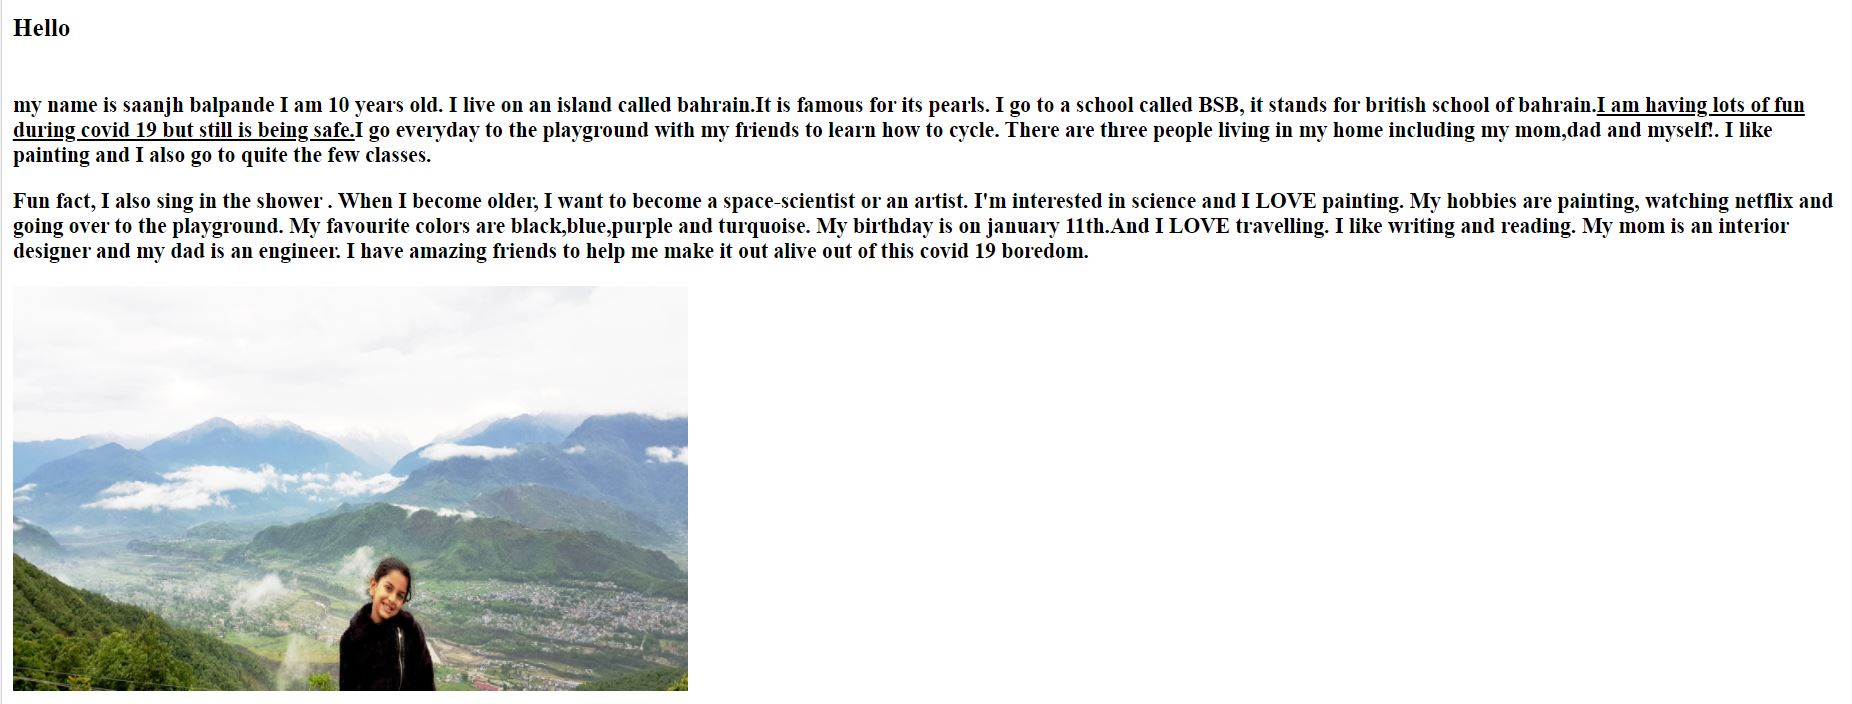 Hello
my name is saanjh balpande I am 10 years old. I live on an island called bahrain.It is famous for its pearls. I go to a school called BSB, it stands for british school of bahrain.I am having lots of fun
during covid 19 but still is being safe.I go everyday to the playground with my friends to learn how to cycle. There are three people living in my home including my mom,dad and myself!. I like
painting and I also go to quite the few classes.
Fun fact, I also sing in the shower . When I become older, I want to become a space-scientist or an artist. I'm interested in science and I LOVE painting. My hobbies are painting, watching netflix and
going over to the playground. My favourite colors are black,blue,purple and turquoise. My birthday is on january 11th.And I LOVE travelling. I like writing and reading. My mom is an interior
designer and my dad is an engineer. I have amazing friends to help me make it out alive out of this covid 19 boredom.